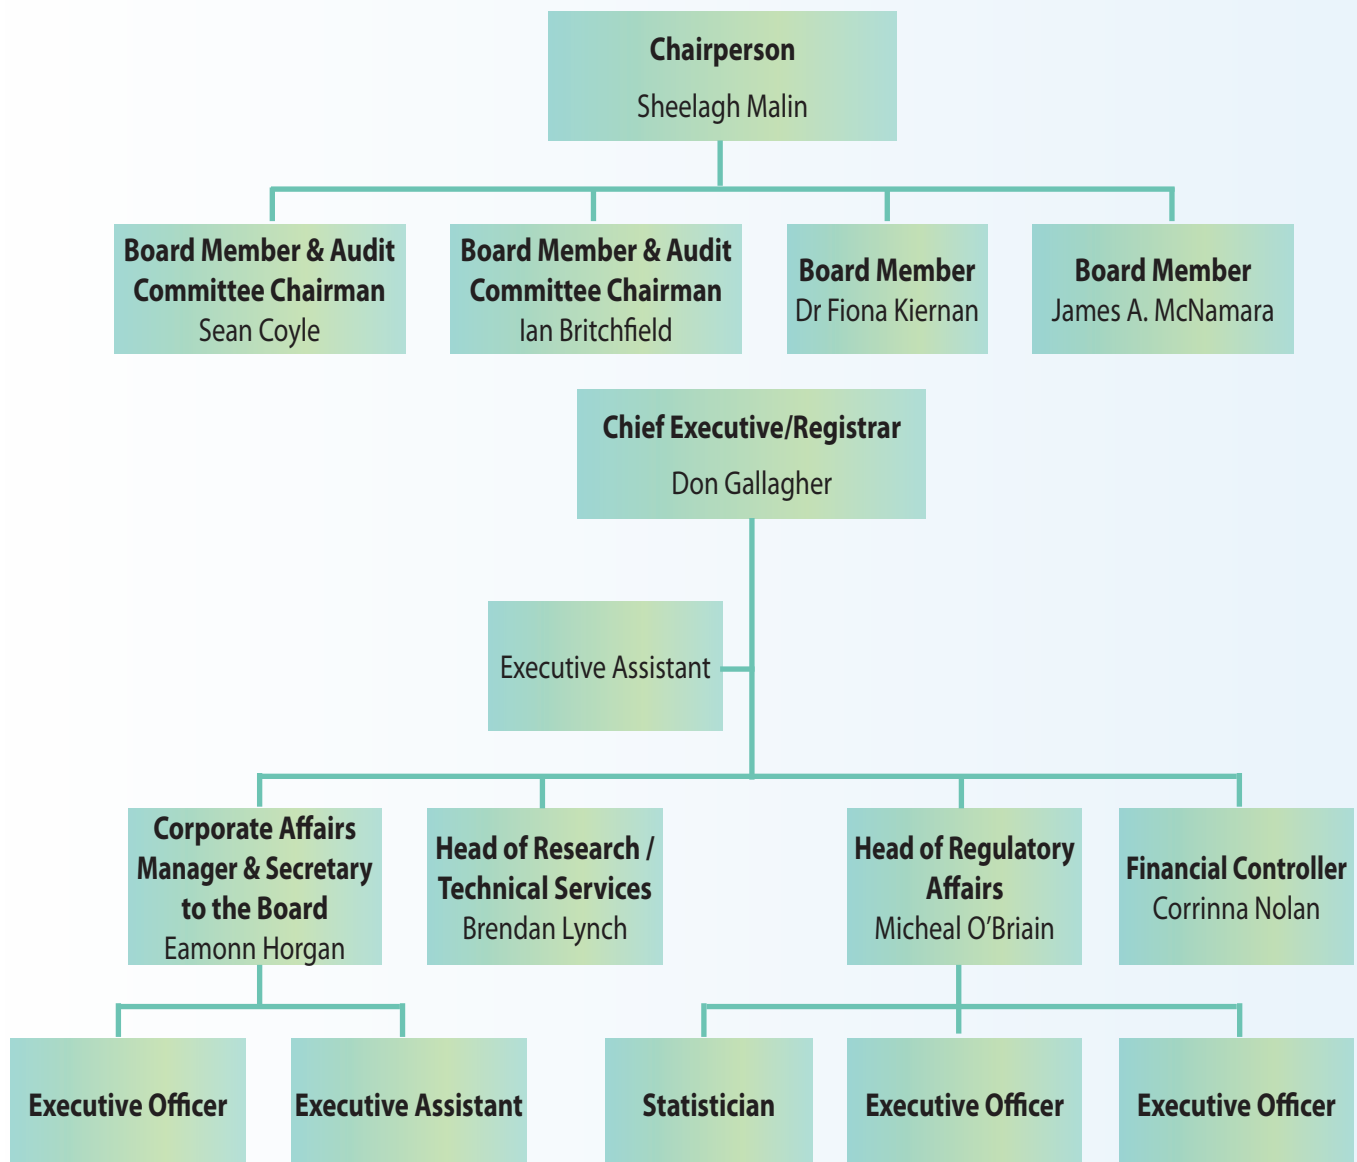 Chairperson
Sheelagh Malin
Board Member & Audit
Committee Chairman
Sean Coyle
Board Member & Audit
Committee Chairman
Ian Britchfield
Board Member
Dr Fiona Kiernan
Board Member
James A. McNamara
Chief Executive/Registrar
Don Gallagher
Executive Assistant
Corporate Affairs
Manager & Secretary
to the Board
Eamonn Horgan
Head of Research /
Technical Services
Brendan Lynch
Head of Regulatory
Affairs
Micheal O’Briain
Financial Controller
Corrinna Nolan
Executive Officer
Executive Assistant
Statistician
Executive Officer
Executive Officer